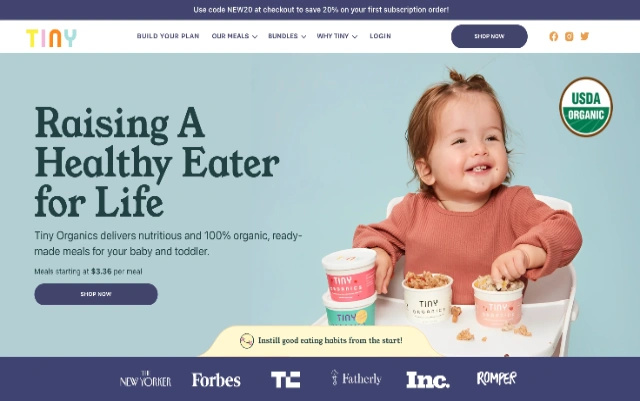 Use code NEW20 at checkout to save 20% on your first subscription order!
TINY
BUILD YOUR PLAN
OUR MEALS
BUNDLES
WHY TINY
LOGIN
SHOP NOW
USDA
ORGANIC
Raising A
Healthy Eater
for Life
Tiny Organics delivers nutritious and 100% organic, ready-
made meals for your baby and toddler.
Meals starting at $3.36 per meal
SHOP NOW
TINY
ORGANICS
TINY
ORGANICS
TINY
ORGANICS
TINY
Instill good eating habits from the start!
THE
NEW YORKER
Forbes
TC
Fatherly
Inc.
ROMPER